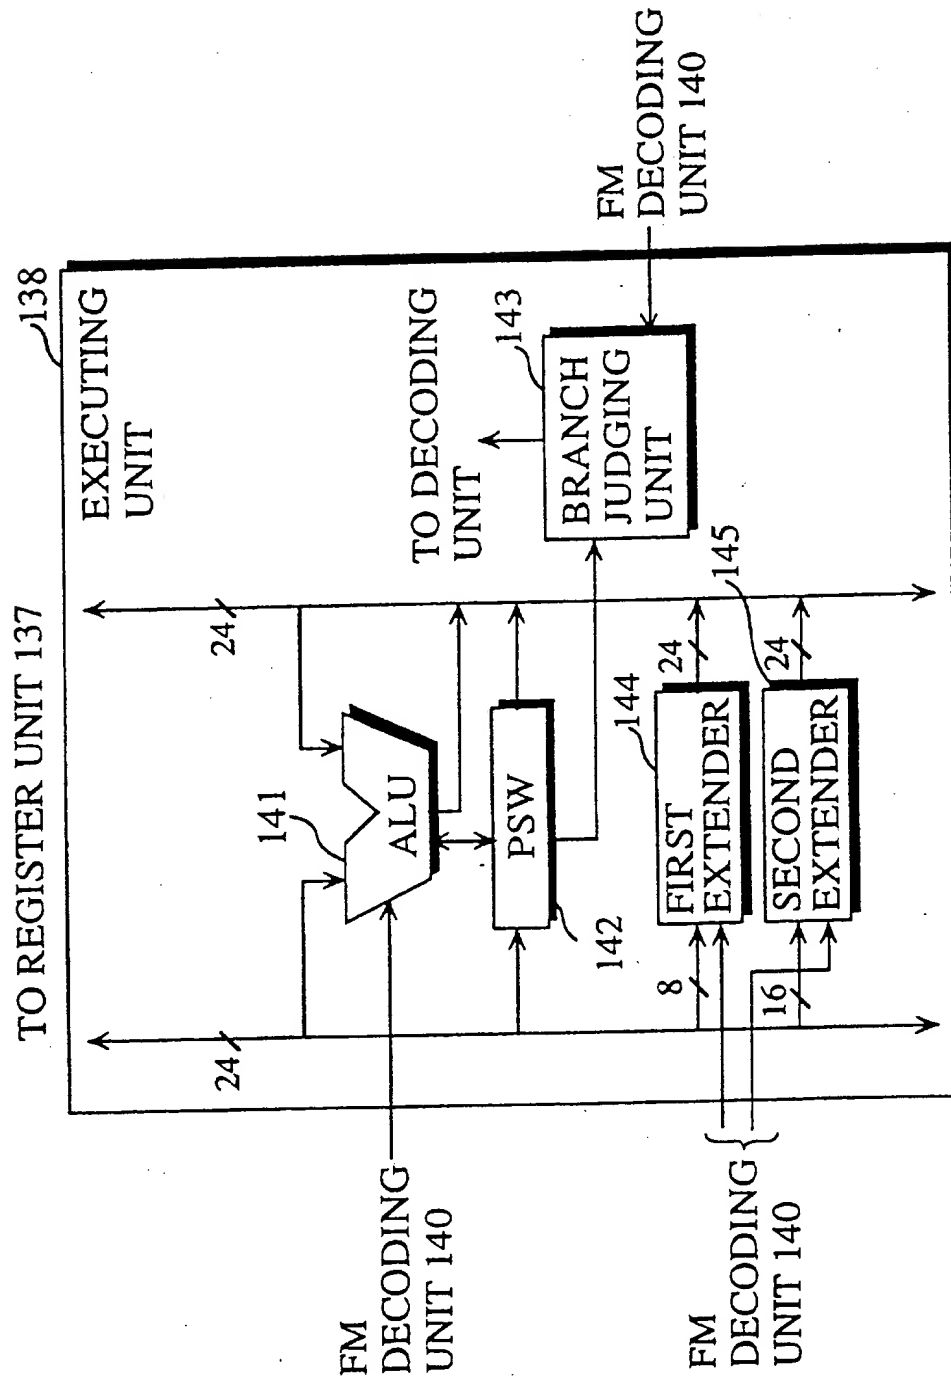 TO REGISTER UNIT 137
138
EXECUTING
UNIT
24
24
141
ALU
TO DECODING
UNIT
143
BRANCH
JUDGING
UNIT
FM
DECODING
UNIT 140
FM
DECODING
UNIT 140
PSW
142
144
FIRST
EXTENDER
8
24
145
SECOND
EXTENDER
16
24
FM
DECODING
UNIT 140